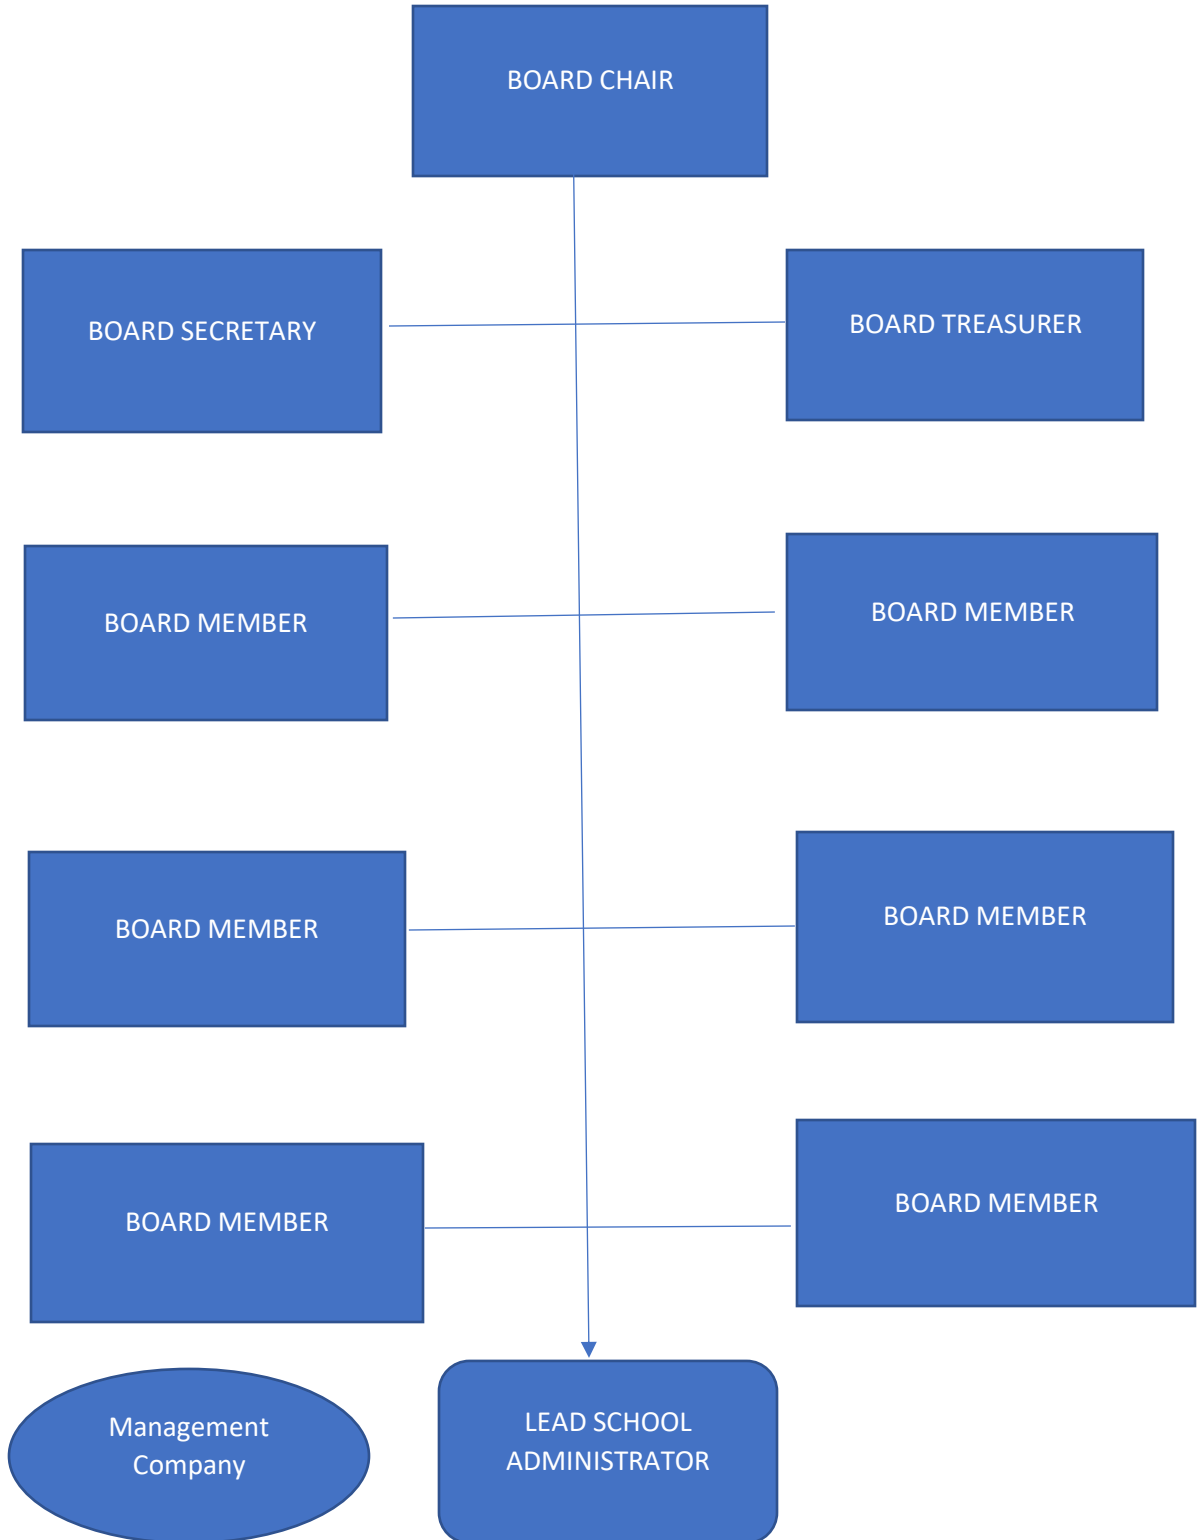 BOARD CHAIR
BOARD SECRETARY
BOARD TREASURER
BOARD MEMBER
BOARD MEMBER
BOARD MEMBER
BOARD MEMBER
BOARD MEMBER
BOARD MEMBER
Management
Company
LEAD SCHOOL
ADMINISTRATOR